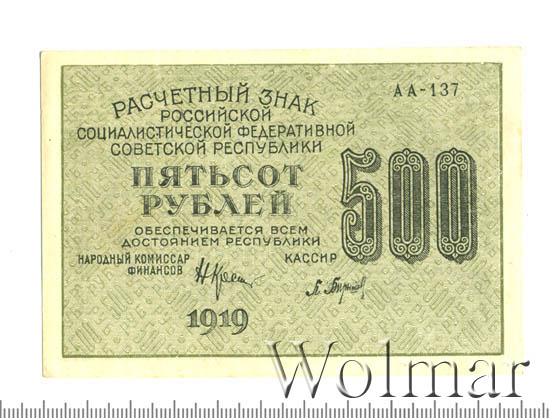 РАСЧЕТНЫЙ ЗНАК
РОССИЙСКОЙ
СОЦИАЛИСТИЧЕСКОЙ ФЕДЕРАТИВНОЙ
СОВЕТСКОЙ РЕСПУБЛИКИ
ПЯТЬСОТ
РУБЛЕЙ
ОБЕСПЕЧИВАЕТСЯ ВСЕМ
ДОСТОЯНИЕМ РЕСПУБЛИКИ
НАРОДНЫЙ КОМИССАР
ФИНАНСОВ
КАССИР
1919
АА-137
500
Wolmar